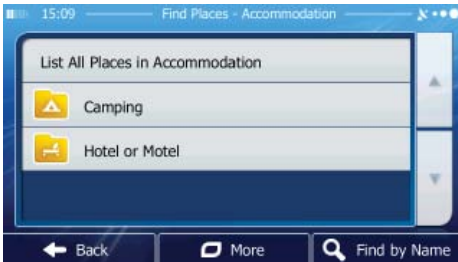 15:09 Find Places - Accommodation
List All Places in Accommodation
Camping
Hotel or Motel
Back More Find by Name